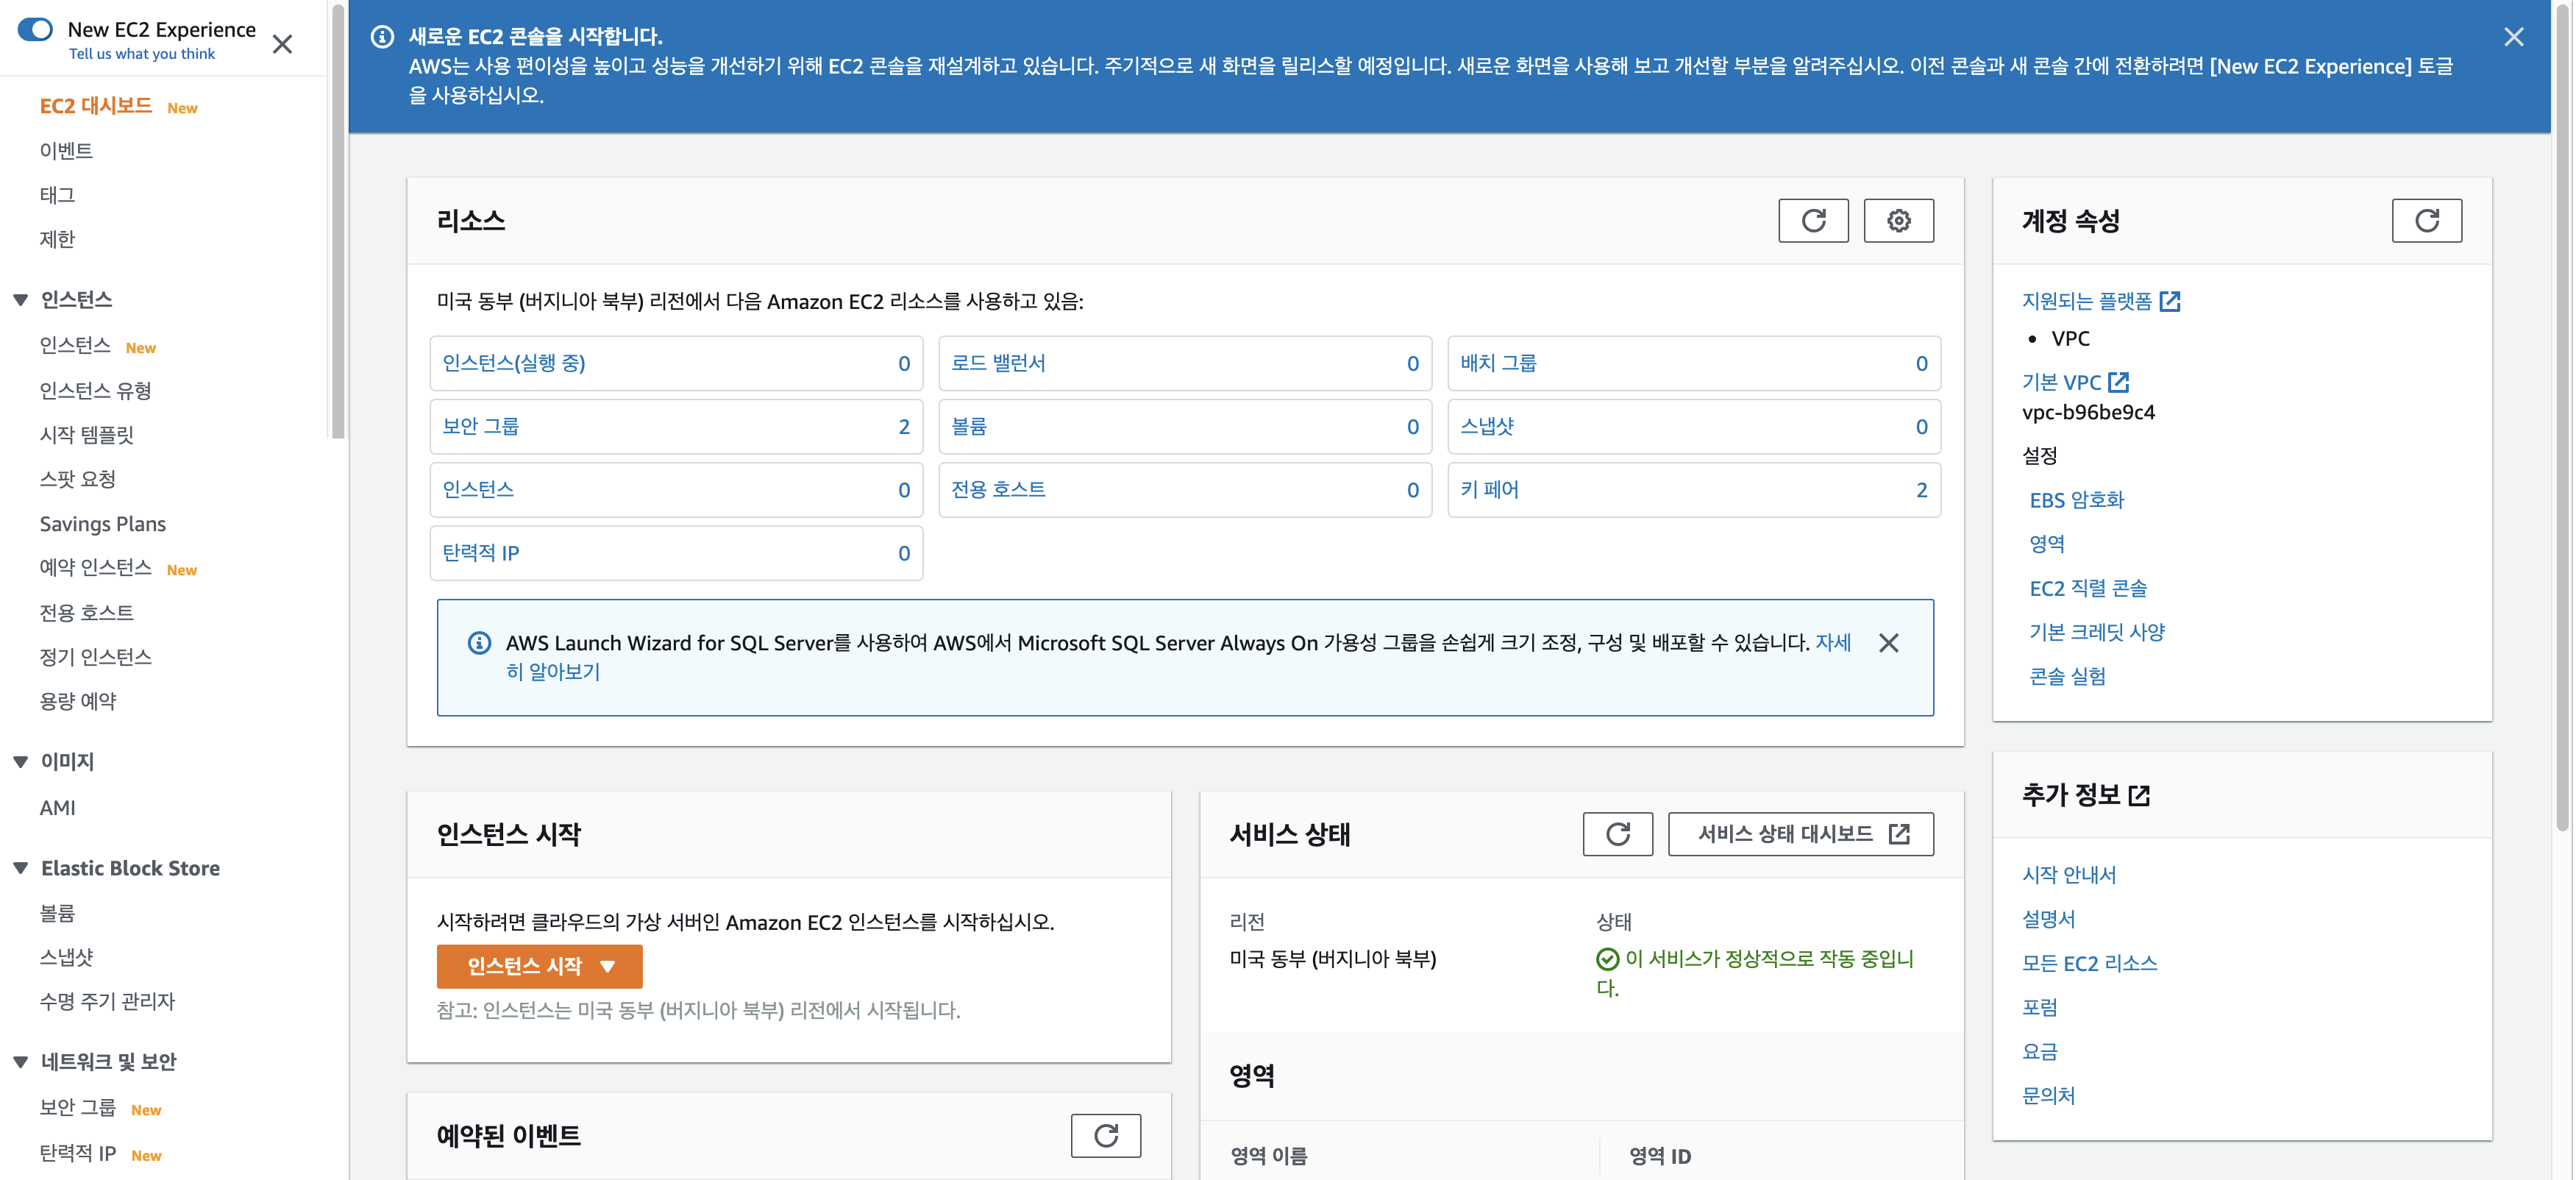 New EC2 Experience
Tell us what you think
EC2 대시보드 New
이벤트
태그
제한
인스턴스
인스턴스 New
인스턴스 유형
시작 템플릿
스팟 요청
Savings Plans
예약 인스턴스 New
전용 호스트
정기 인스턴스
용량 예약
이미지
AMI
Elastic Block Store
볼륨
스냅샷
수명 주기 관리자
네트워크 및 보안
보안 그룹 New
탄력적 IP New
새로운 EC2 콘솔을 시작합니다.
AWS는 사용 편이성을 높이고 성능을 개선하기 위해 EC2 콘솔을 재설계하고 있습니다. 주기적으로 새 화면을 릴리스할 예정입니다. 새로운 화면을 사용해 보고 개선할 부분을 알려주십시오. 이전 콘솔과 새 콘솔 간에 전환하려면 [New EC2 Experience] 토글
을 사용하십시오.
리소스
미국 동부 (버지니아 북부) 리전에서 다음 Amazon EC2 리소스를 사용하고 있음:
인스턴스(실행 중) 0
로드 밸런서 0
배치 그룹 0
보안 그룹 2
볼륨 0
스냅샷 0
인스턴스 0
전용 호스트 0
키 페어 2
탄력적 IP 0
AWS Launch Wizard for SQL Server를 사용하여 AWS에서 Microsoft SQL Server Always On 가용성 그룹을 손쉽게 크기 조정, 구성 및 배포할 수 있습니다. 자세
히 알아보기
인스턴스 시작
시작하려면 클라우드의 가상 서버인 Amazon EC2 인스턴스를 시작하십시오.
인스턴스 시작
참고: 인스턴스는 미국 동부 (버지니아 북부) 리전에서 시작됩니다.
예약된 이벤트
서비스 상태
서비스 상태 대시보드
리전
상태
미국 동부 (버지니아 북부)
이 서비스가 정상적으로 작동 중입니
다.
영역
영역 이름
영역 ID
계정 속성
지원되는 플랫폼
• VPC
기본 VPC
vpc-b96be9c4
설정
EBS 암호화
영역
EC2 직렬 콘솔
기본 크레딧 사양
콘솔 실험
추가 정보
시작 안내서
설명서
모든 EC2 리소스
포럼
요금
문의처